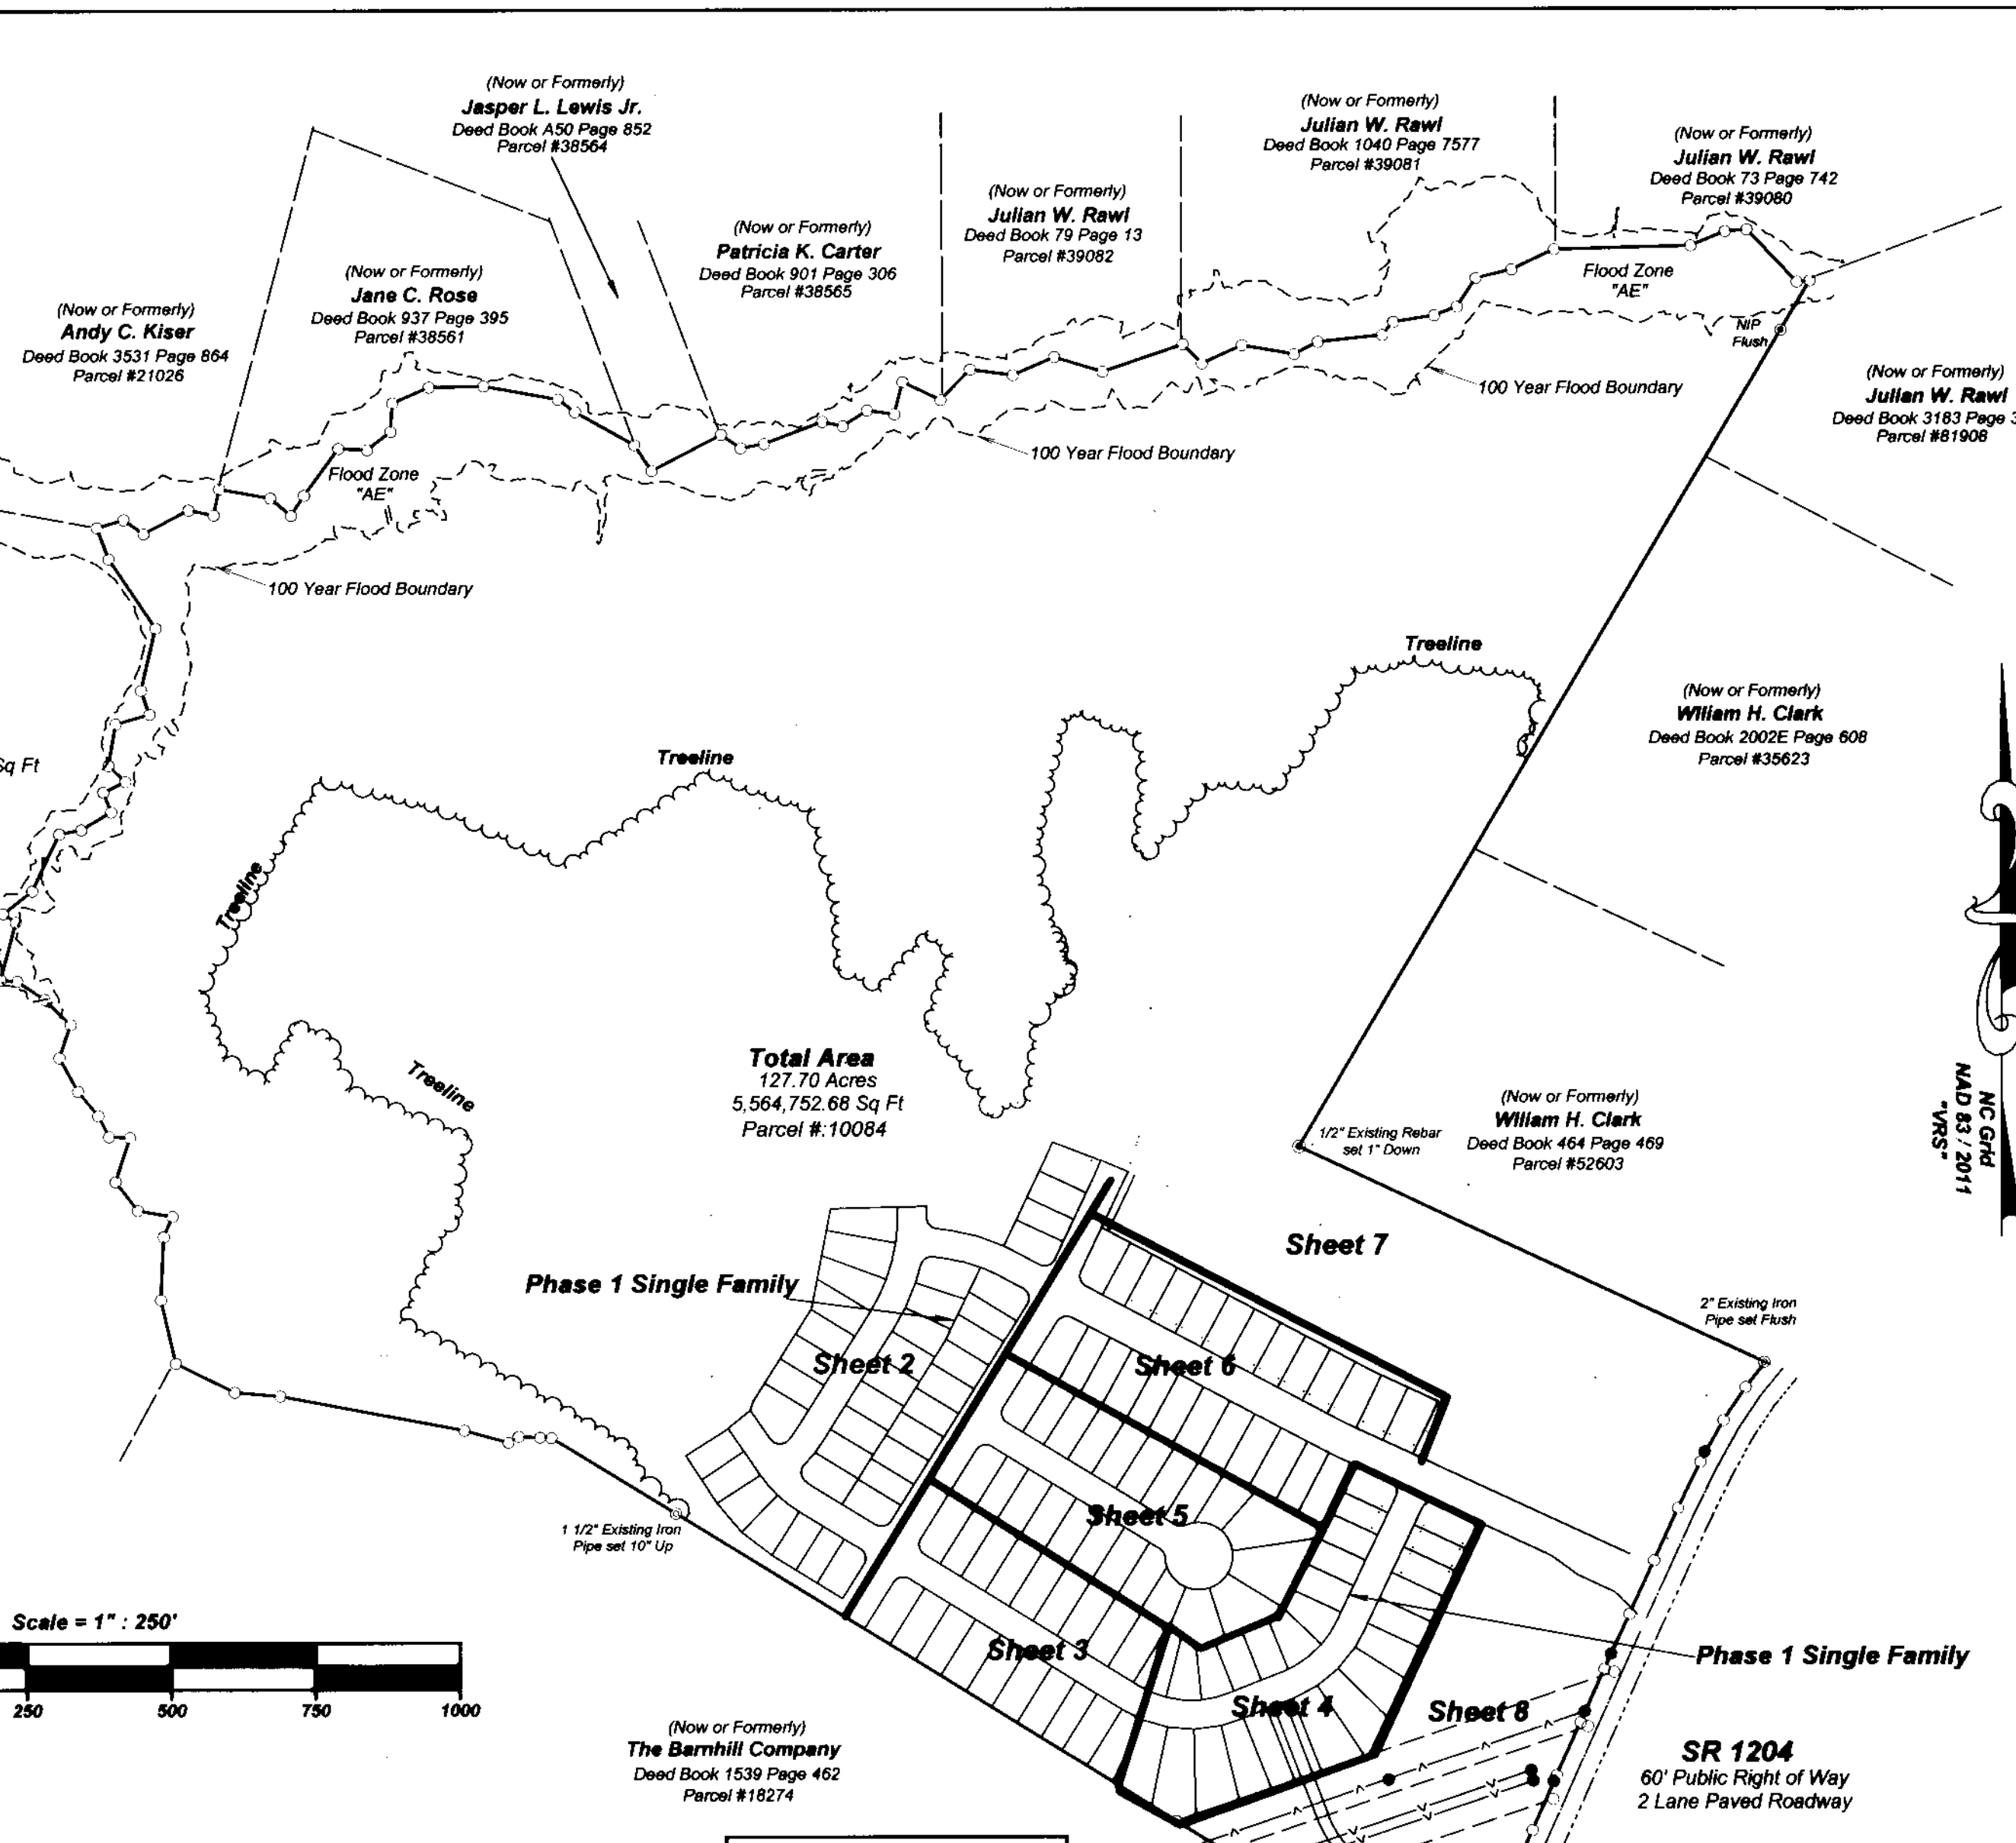 (Now or Formerly)
Jasper L. Lewis Jr.
Deed Book A50 Page 852
Parcel #38564
(Now or Formerly)
Julian W. Rawl
Deed Book 1040 Page 7577
Parcel #39081
(Now or Formerly)
Julian W. Rawl
Deed Book 73 Page 742
Parcel #39080
(Now or Formerly)
Julian W. Rawl
Deed Book 79 Page 13
Parcel #39082
(Now or Formerly)
Patricia K. Carter
Deed Book 901 Page 306
Parcel #38565
(Now or Formerly)
Jane C. Rose
Deed Book 937 Page 395
Parcel #38561
(Now or Formerly)
Andy C. Kiser
Deed Book 3531 Page 864
Parcel #21026
Flood Zone
"AE"
NIP
Flush
(Now or Formerly)
Julian W. Rawl
Deed Book 3183 Page 3
Parcel #81908
100 Year Flood Boundary
100 Year Flood Boundary
Flood Zone
"AE"
100 Year Flood Boundary
Treeline
(Now or Formerly)
William H. Clark
Deed Book 2002E Page 608
Parcel #35623
Treeline
Sq Ft
Treeline
Treeline
Total Area
127.70 Acres
5,564,752.68 Sq Ft
Parcel #:10084
NC Grid
NAD 83 / 2011
"VRS"
(Now or Formerly)
William H. Clark
Deed Book 464 Page 469
Parcel #52603
1/2" Existing Rebar
set 1" Down
Sheet 7
Phase 1 Single Family
2" Existing Iron
Pipe set Flush
Sheet 2
Sheet 6
Sheet 5
1 1/2" Existing Iron
Pipe set 10" Up
Scale = 1" : 250'
250 500 750 1000
Sheet 3
Phase 1 Single Family
Sheet 4
Sheet 8
(Now or Formerly)
The Barnhill Company
Deed Book 1539 Page 462
Parcel #18274
SR 1204
60' Public Right of Way
2 Lane Paved Roadway